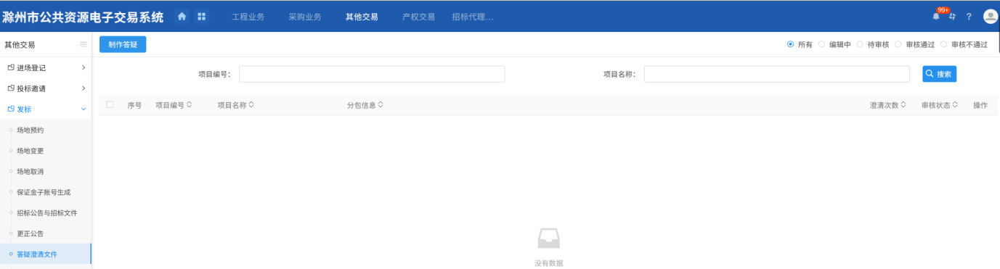 滁州市公共资源电子交易系统 工程业务 采购业务 其他交易 产权交易 招标代理... 99+ ?
其他交易 制作答疑 所有 编辑中 待审核 审核通过 审核不通过
进场登记
项目编号： 项目名称： 搜索
投标邀请
发标
序号 项目编号 项目名称 分包信息 澄清次数 审核状态 操作
场地预约
场地变更
场地取消
保证金子账号生成
招标公告与招标文件
更正公告
答疑澄清文件
没有数据